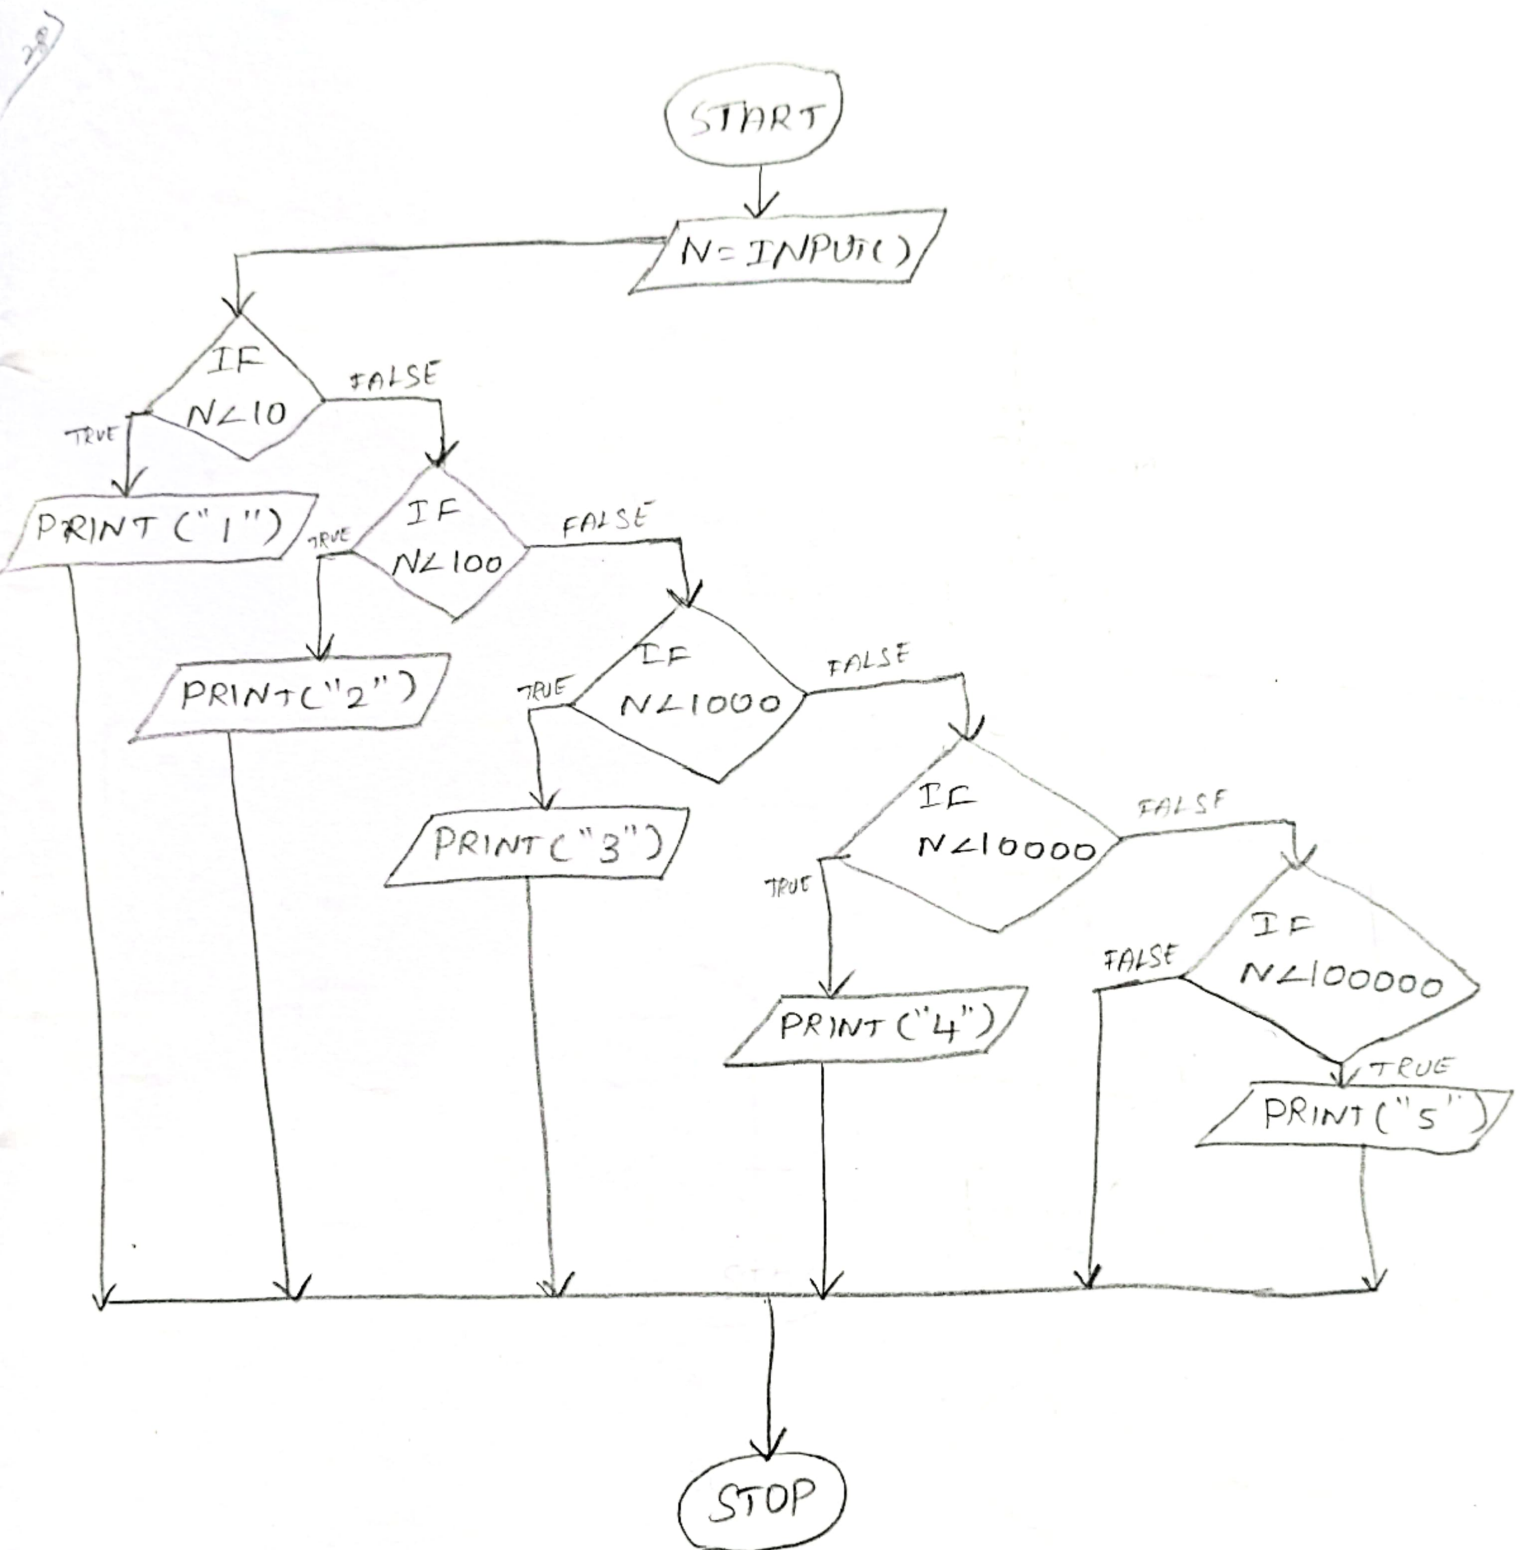 START
N=INPUT()
IF
N<10
TRUE
FALSE
PRINT("1")
IF
N<100
TRUE
FALSE
PRINT("2")
IF
N<1000
TRUE
FALSE
PRINT("3")
IF
N<10000
TRUE
FALSE
PRINT("4")
IF
N<100000
FALSE
TRUE
PRINT("5")
STOP